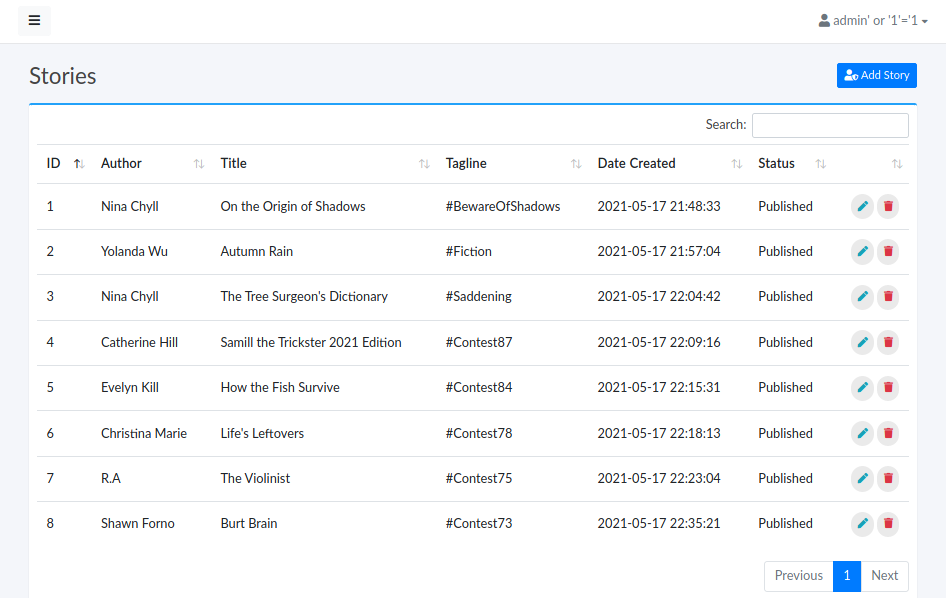 admin' or '1'='1
Stories
Add Story
Search:
ID Author Title Tagline Date Created Status
1 Nina Chyll On the Origin of Shadows #BewareOfShadows 2021-05-17 21:48:33 Published
2 Yolanda Wu Autumn Rain #Fiction 2021-05-17 21:57:04 Published
3 Nina Chyll The Tree Surgeon's Dictionary #Saddening 2021-05-17 22:04:42 Published
4 Catherine Hill Samill the Trickster 2021 Edition #Contest87 2021-05-17 22:09:16 Published
5 Evelyn Kill How the Fish Survive #Contest84 2021-05-17 22:15:31 Published
6 Christina Marie Life's Leftovers #Contest78 2021-05-17 22:18:13 Published
7 R.A The Violinist #Contest75 2021-05-17 22:23:04 Published
8 Shawn Forno Burt Brain #Contest73 2021-05-17 22:35:21 Published
Previous 1 Next